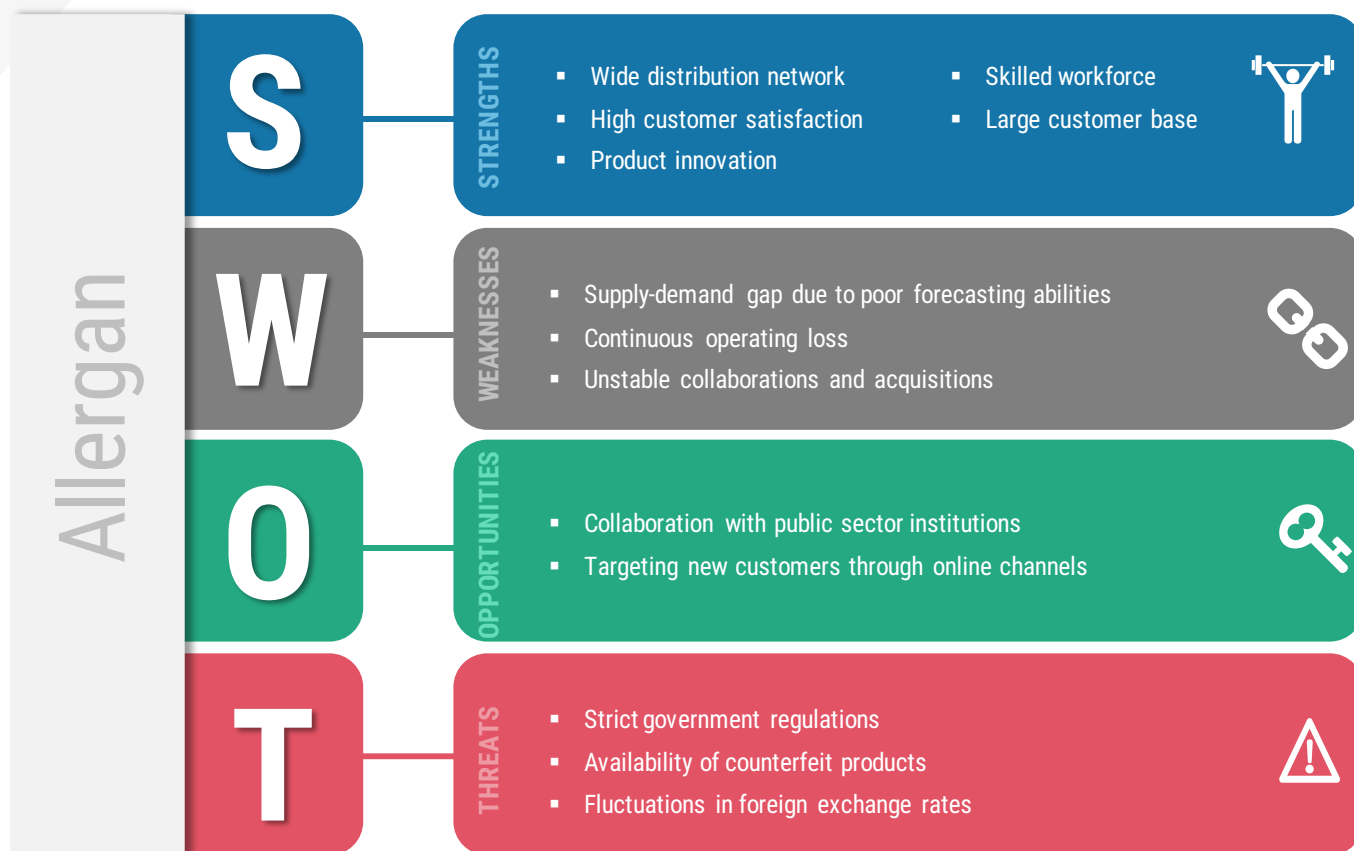 Allergan
S
STRENGTHS
▪ Wide distribution network
▪ High customer satisfaction
▪ Product innovation
▪ Skilled workforce
▪ Large customer base
W
WEAKNESSES
▪ Supply-demand gap due to poor forecasting abilities
▪ Continuous operating loss
▪ Unstable collaborations and acquisitions
O
OPPORTUNITIES
▪ Collaboration with public sector institutions
▪ Targeting new customers through online channels
T
THREATS
▪ Strict government regulations
▪ Availability of counterfeit products
▪ Fluctuations in foreign exchange rates